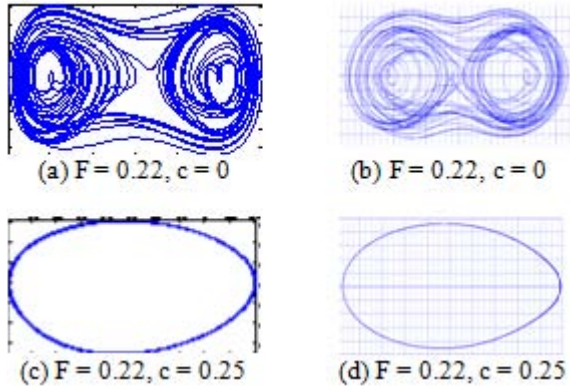 (a) F = 0.22, c = 0
(b) F = 0.22, c = 0
(c) F = 0.22, c = 0.25
(d) F = 0.22, c = 0.25